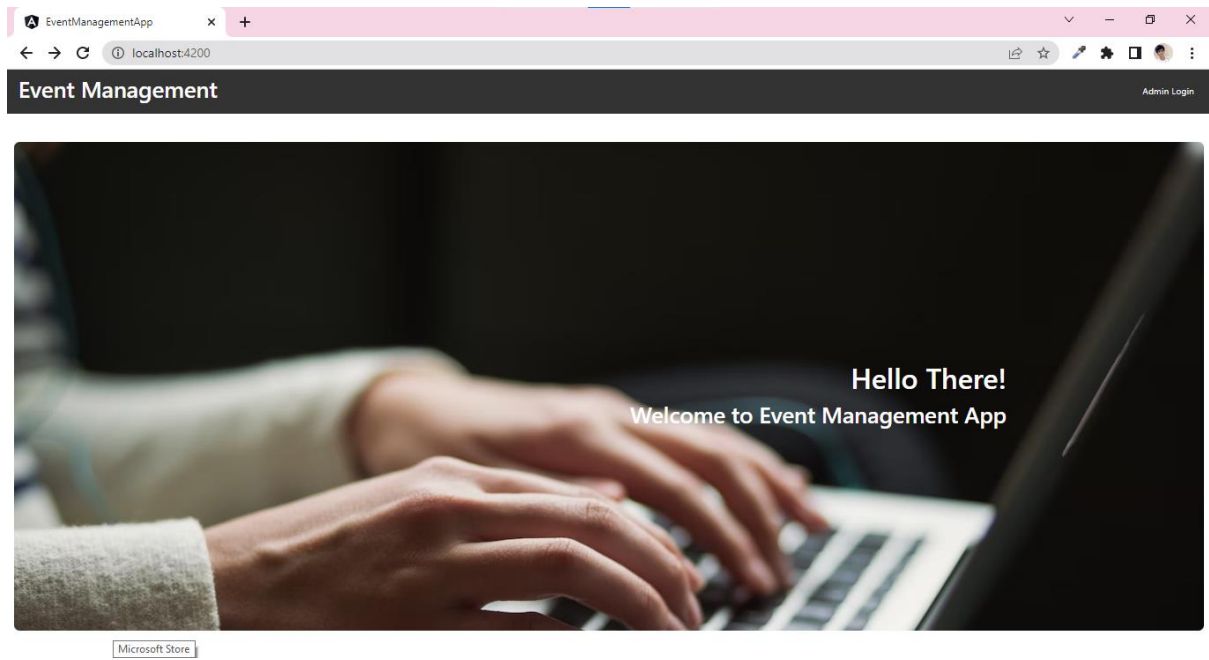 EventManagementApp
localhost:4200
Event Management
Admin Login
Hello There!
Welcome to Event Management App
Microsoft Store